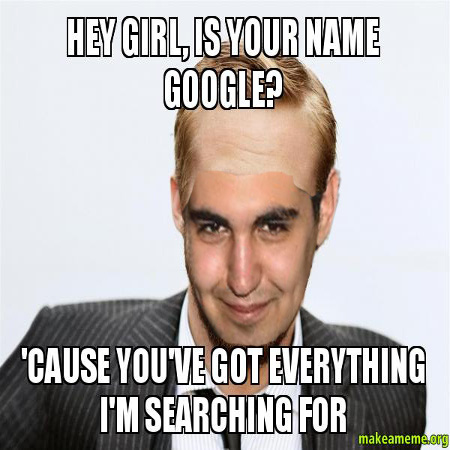 HEY GIRL, IS YOUR NAME
GOOGLE?
'CAUSE YOU'VE GOT EVERYTHING
I'M SEARCHING FOR
makeameme.org